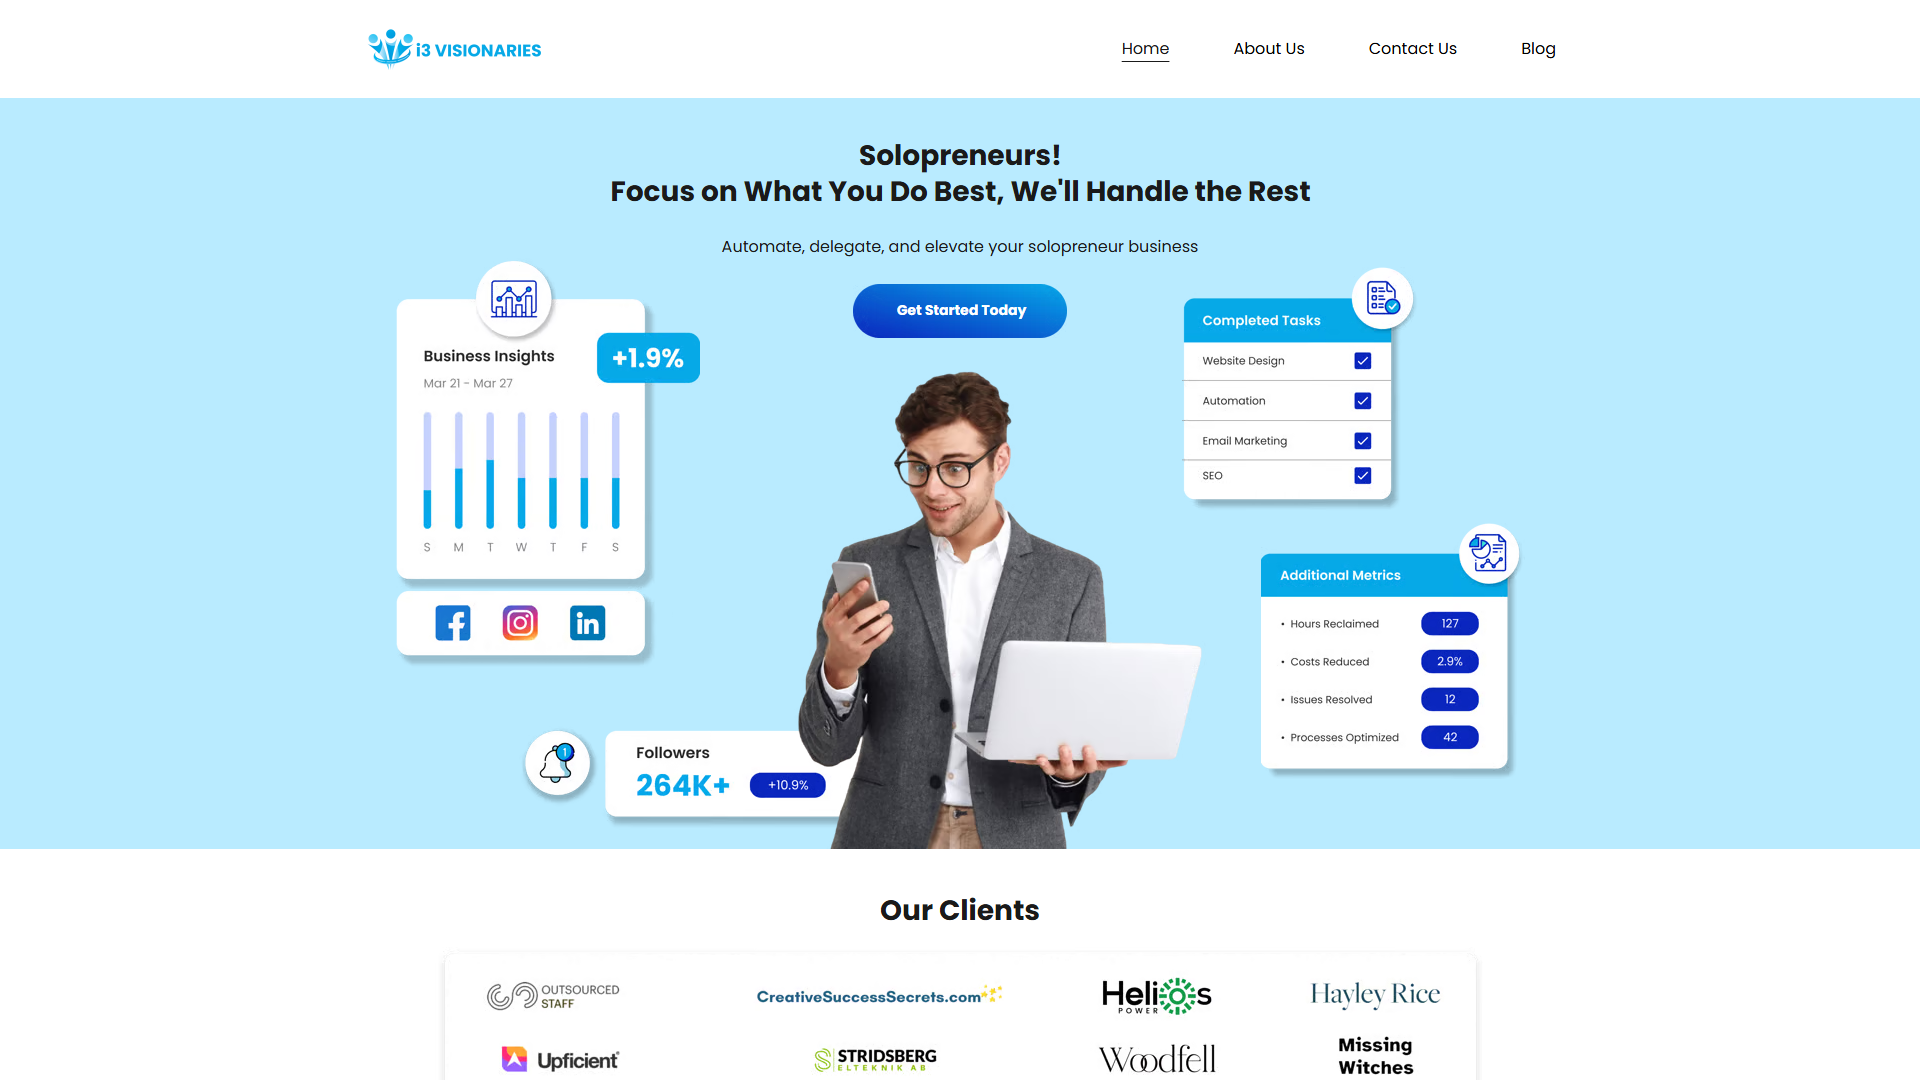 i3 VISIONARIES
Home
About Us
Contact Us
Blog
Solopreneurs!
Focus on What You Do Best, We'll Handle the Rest
Automate, delegate, and elevate your solopreneur business
Get Started Today
Business Insights
Mar 21 - Mar 27
+1.9%
S M T W T F S
Followers
264K+
+10.9%
1
Completed Tasks
Website Design
Automation
Email Marketing
SEO
Additional Metrics
• Hours Reclaimed 127
• Costs Reduced 2.9%
• Issues Resolved 12
• Processes Optimized 42
Our Clients
OUTSOURCED
STAFF
CreativeSuccessSecrets.com
Helios
POWER
Hayley Rice
Upficient
STRIDSBERG
ELTEKNIK AB
Woodfell
Missing
Witches